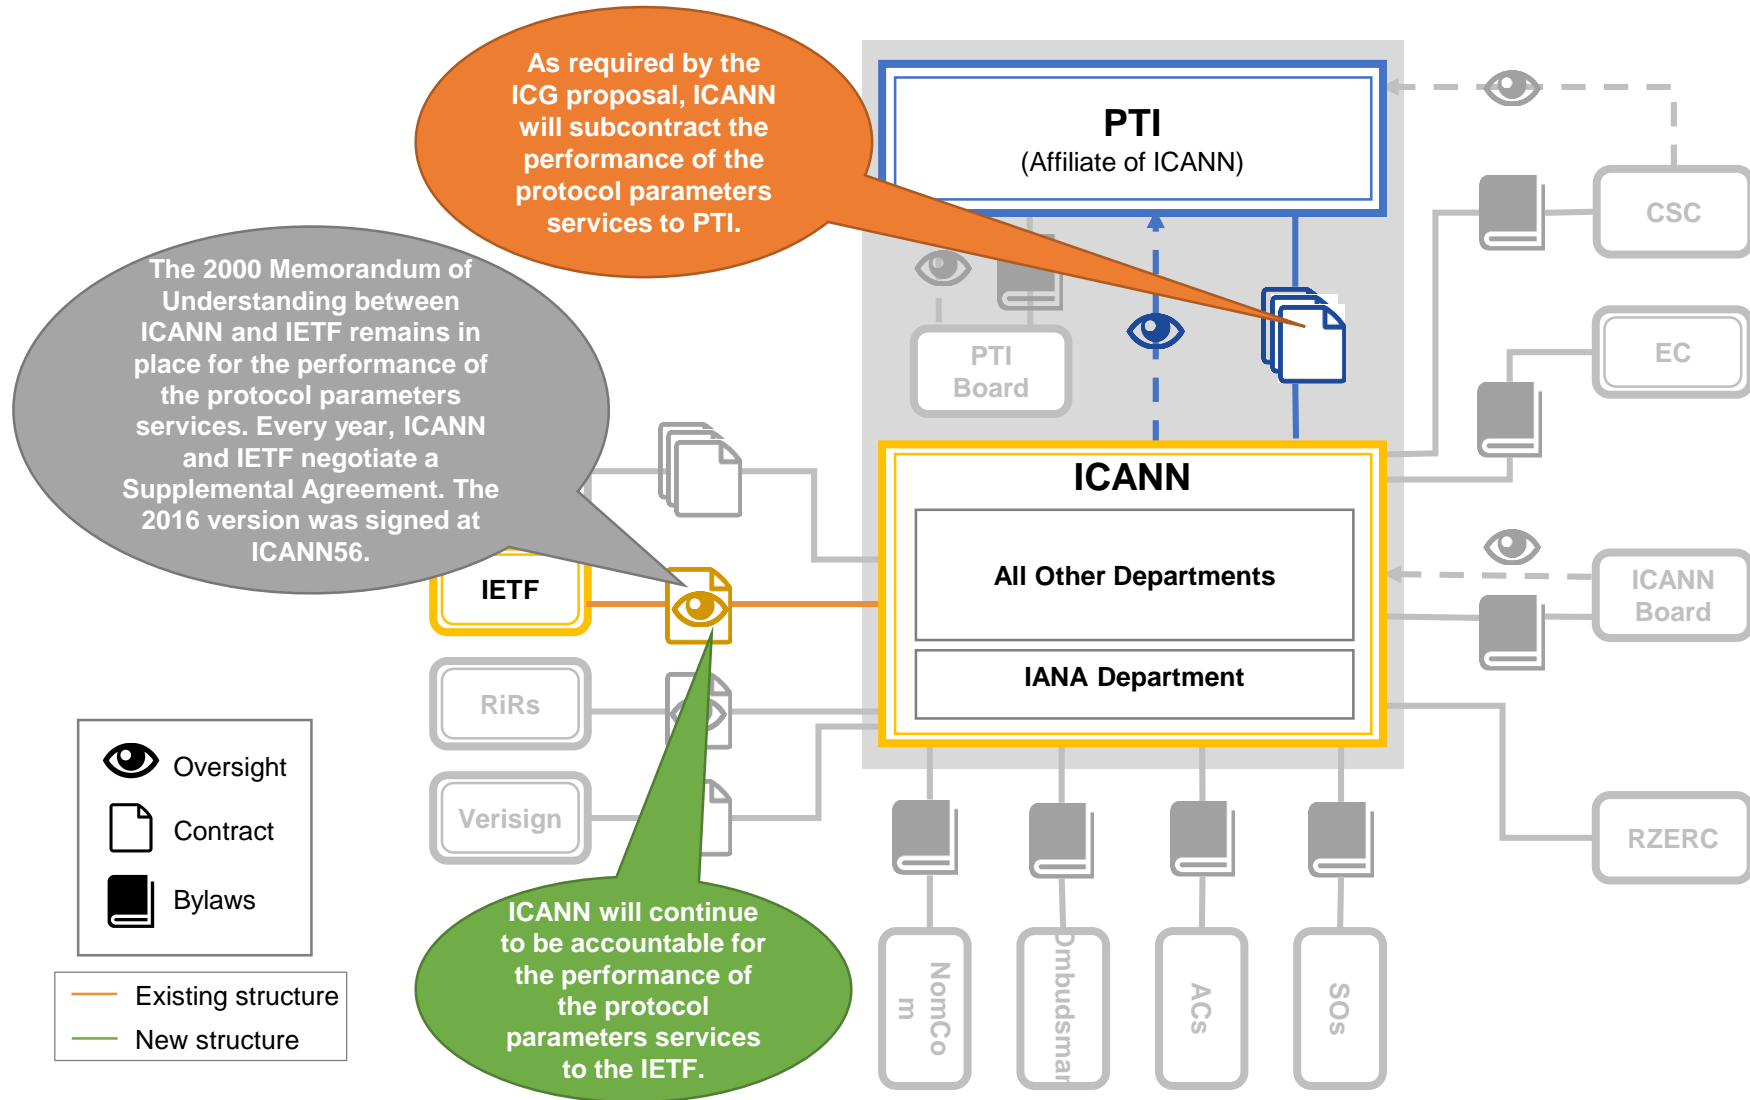 As required by the
ICG proposal, ICANN
will subcontract the
performance of the
protocol parameters
services to PTI.
PTI
(Affiliate of ICANN)
CSC
The 2000 Memorandum of
Understanding between
ICANN and IETF remains in
place for the performance of
the protocol parameters
services. Every year, ICANN
and IETF negotiate a
Supplemental Agreement. The
2016 version was signed at
ICANN56.
PTI
Board
EC
ICANN
All Other Departments
IANA Department
IETF
ICANN
Board
RiRs
Verisign
RZERC
Oversight
Contract
Bylaws
Existing structure
New structure
ICANN will continue
to be accountable for
the performance of
the protocol
parameters services
to the IETF.
NomCo
m
Ombudsman
ACs
SOs